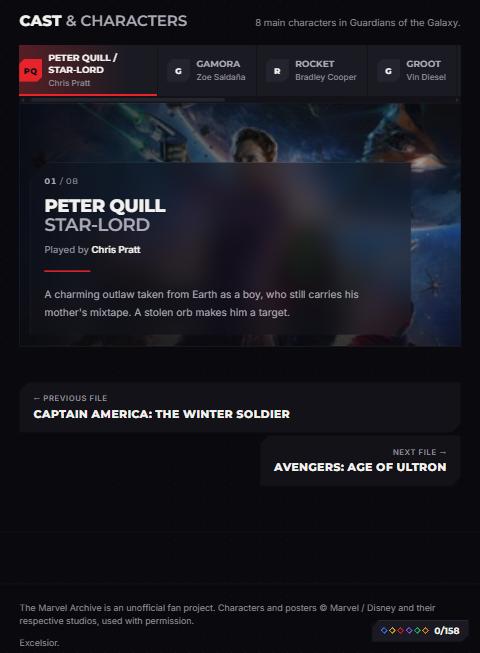 CAST & CHARACTERS
8 main characters in Guardians of the Galaxy.
PQ
PETER QUILL /
STAR-LORD
Chris Pratt
G
GAMORA
Zoe Saldaña
R
ROCKET
Bradley Cooper
G
GROOT
Vin Diesel
01 / 08
PETER QUILL
STAR-LORD
Played by Chris Pratt
A charming outlaw taken from Earth as a boy, who still carries his
mother's mixtape. A stolen orb makes him a target.
← PREVIOUS FILE
CAPTAIN AMERICA: THE WINTER SOLDIER
NEXT FILE →
AVENGERS: AGE OF ULTRON
The Marvel Archive is an unofficial fan project. Characters and posters © Marvel / Disney and their
respective studios, used with permission.
0/158
Excelsior.